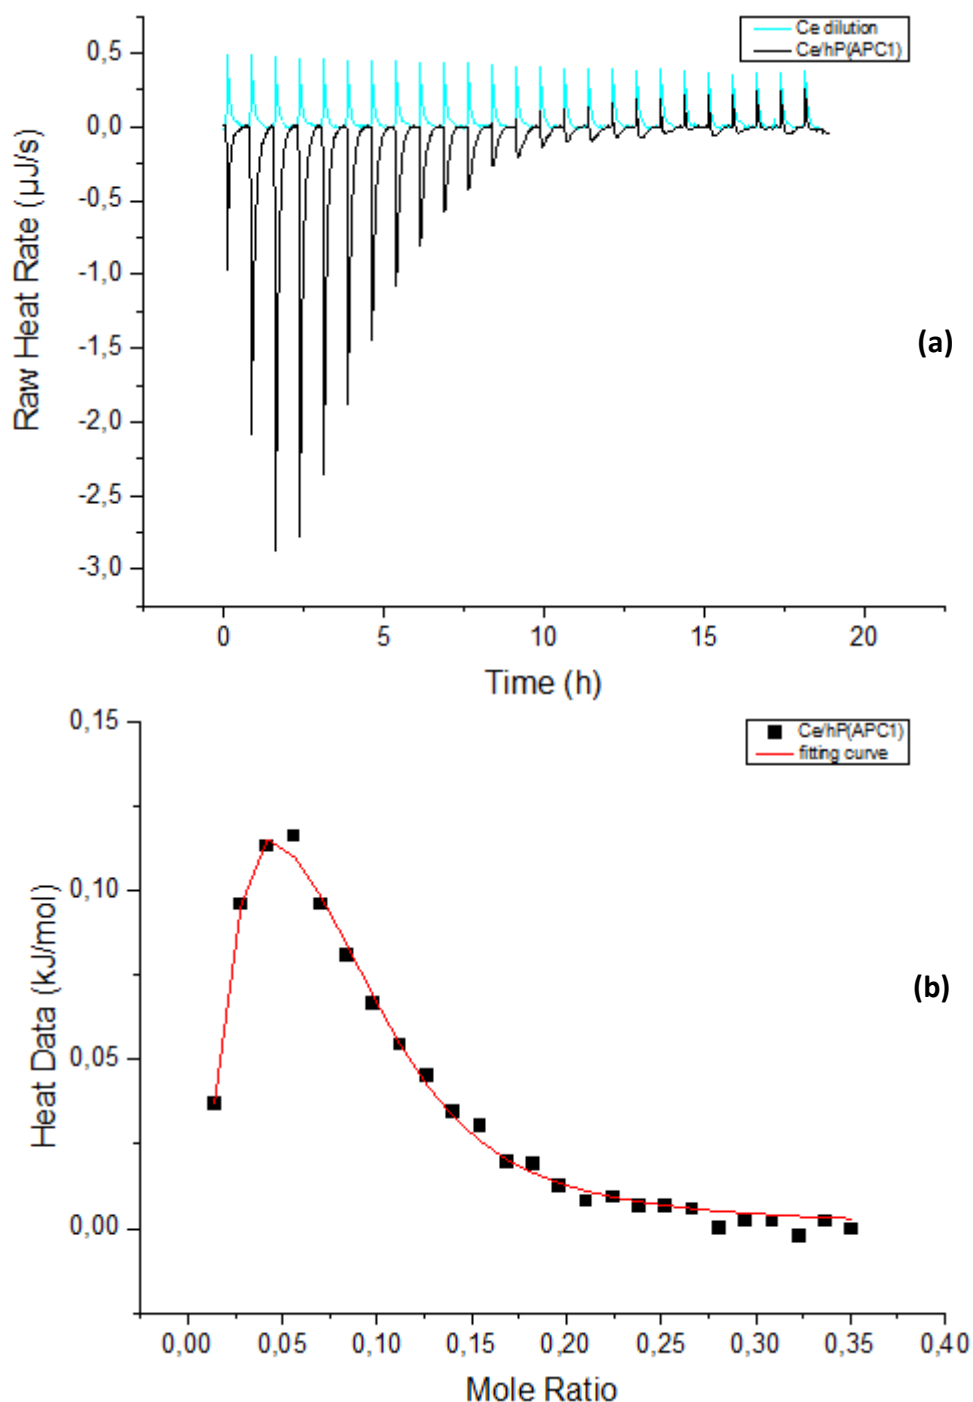 Ce dilution
Ce/hP(APC1)
0,5
0,0
-0,5
-1,0
-1,5
-2,0
-2,5
-3,0
Raw Heat Rate (µJ/s)
(a)
0 5 10 15 20
Time (h)
Ce/hP(APC1)
fitting curve
0,15
0,10
0,05
0,00
Heat Data (kJ/mol)
(b)
0,00 0,05 0,10 0,15 0,20 0,25 0,30 0,35 0,40
Mole Ratio